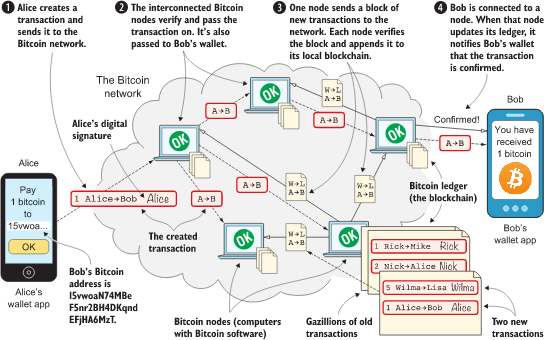 1 Alice creates a
transaction and
sends it to the
Bitcoin network.
2 The interconnected Bitcoin
nodes verify and pass the
transaction on. It's also
passed to Bob's wallet.
3 One node sends a block of
new transactions to the
network. Each node verifies
the block and appends it to
its local blockchain.
4 Bob is connected to a
node. When that node
updates its ledger, it
notifies Bob's wallet
that the transaction
is confirmed.
The Bitcoin
network
OK
W→L
A→B
A→B
A→B
Confirmed!
Bob
Alice's digital
signature
OK
OK
A→B
You have
received
1 bitcoin
Alice
Pay
1 bitcoin
to
15vwoa...
OK
1 Alice→Bob Alice
A→B
A→B
W→L
A→B
W→L
A→B
Bitcoin ledger
(the blockchain)
Bob's
wallet app
The created
transaction
OK
W→L
A→B
OK
1 Rick→Mike Rick
2 Nick→Alice Nick
5 Wilma→Lisa Wilma
1 Alice→Bob Alice
Alice's
wallet app
Bob's Bitcoin
address is
15vwoaN74MBe
F5nr2BH4DKqnd
EFjHA6MzT.
Bitcoin nodes (computers
with Bitcoin software)
Gazillions of old
transactions
Two new
transactions